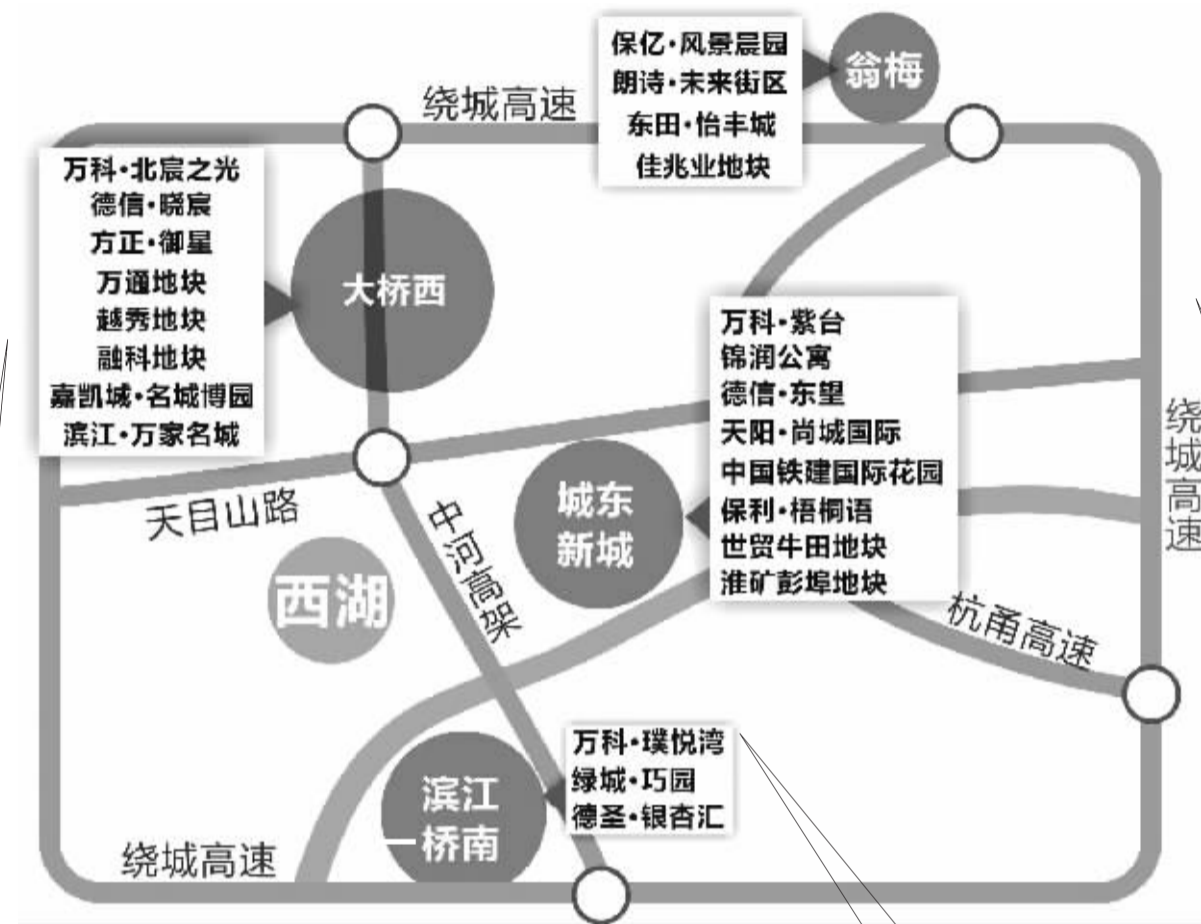 保亿·风景晨园
朗诗·未来街区
东田·怡丰城
佳兆业地块
翁梅
绕城高速
万科·北宸之光
德信·晓宸
方正·御星
万通地块
越秀地块
融科地块
嘉凯城·名城博园
滨江·万家名城
大桥西
万科·紫台
锦润公寓
德信·东望
天阳·尚城国际
中国铁建国际花园
保利·梧桐语
世贸牛田地块
淮矿彭埠地块
城东
新城
绕城高速
天目山路
中河高架
西湖
杭甬高速
万科·璞悦湾
绿城·巧园
德圣·银杏汇
滨江
一桥南
绕城高速